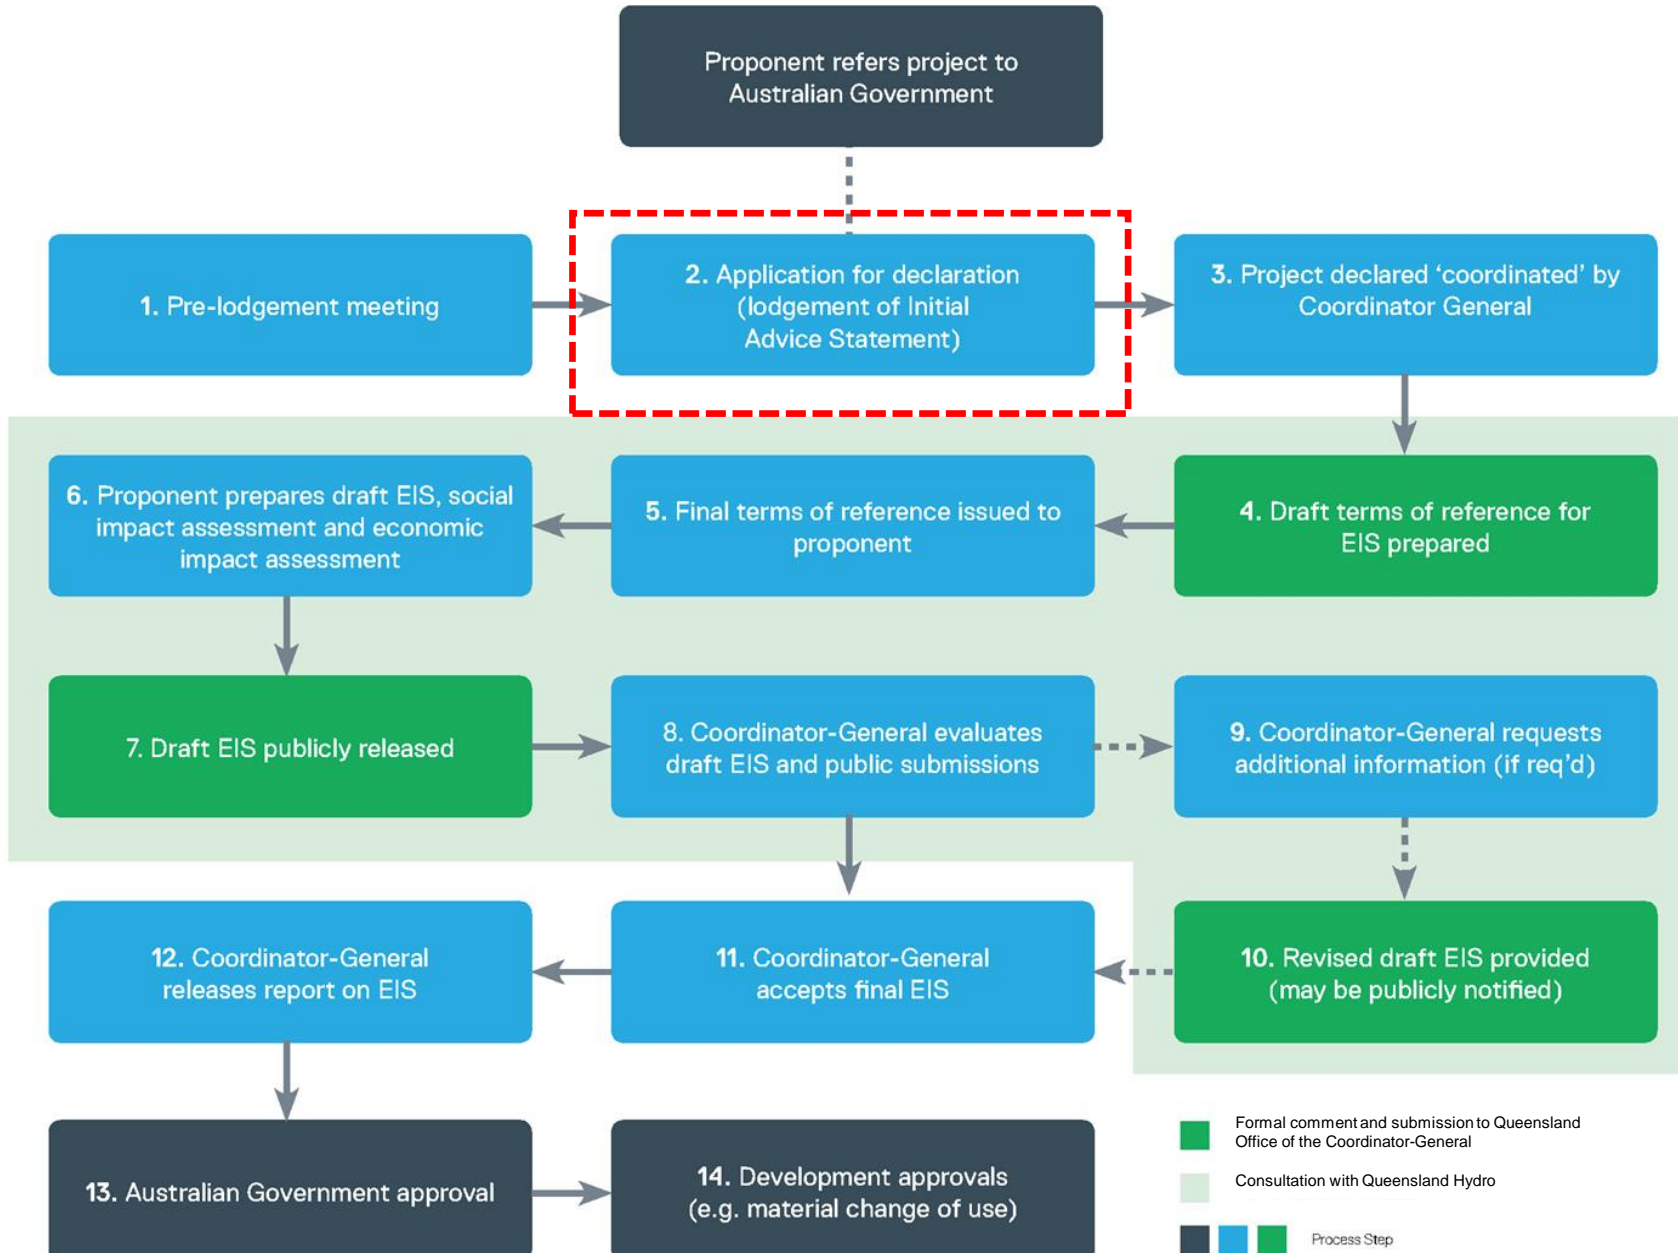 Proponent refers project to
Australian Government
1. Pre-lodgement meeting
2. Application for declaration
(lodgement of Initial
Advice Statement)
3. Project declared ‘coordinated’ by
Coordinator General
6. Proponent prepares draft EIS, social
impact assessment and economic
impact assessment
5. Final terms of reference issued to
proponent
4. Draft terms of reference for
EIS prepared
7. Draft EIS publicly released
8. Coordinator-General evaluates
draft EIS and public submissions
9. Coordinator-General requests
additional information (if req’d)
12. Coordinator-General
releases report on EIS
11. Coordinator-General
accepts final EIS
10. Revised draft EIS provided
(may be publicly notified)
13. Australian Government approval
14. Development approvals
(e.g. material change of use)
Formal comment and submission to Queensland
Office of the Coordinator-General
Consultation with Queensland Hydro
Process Step